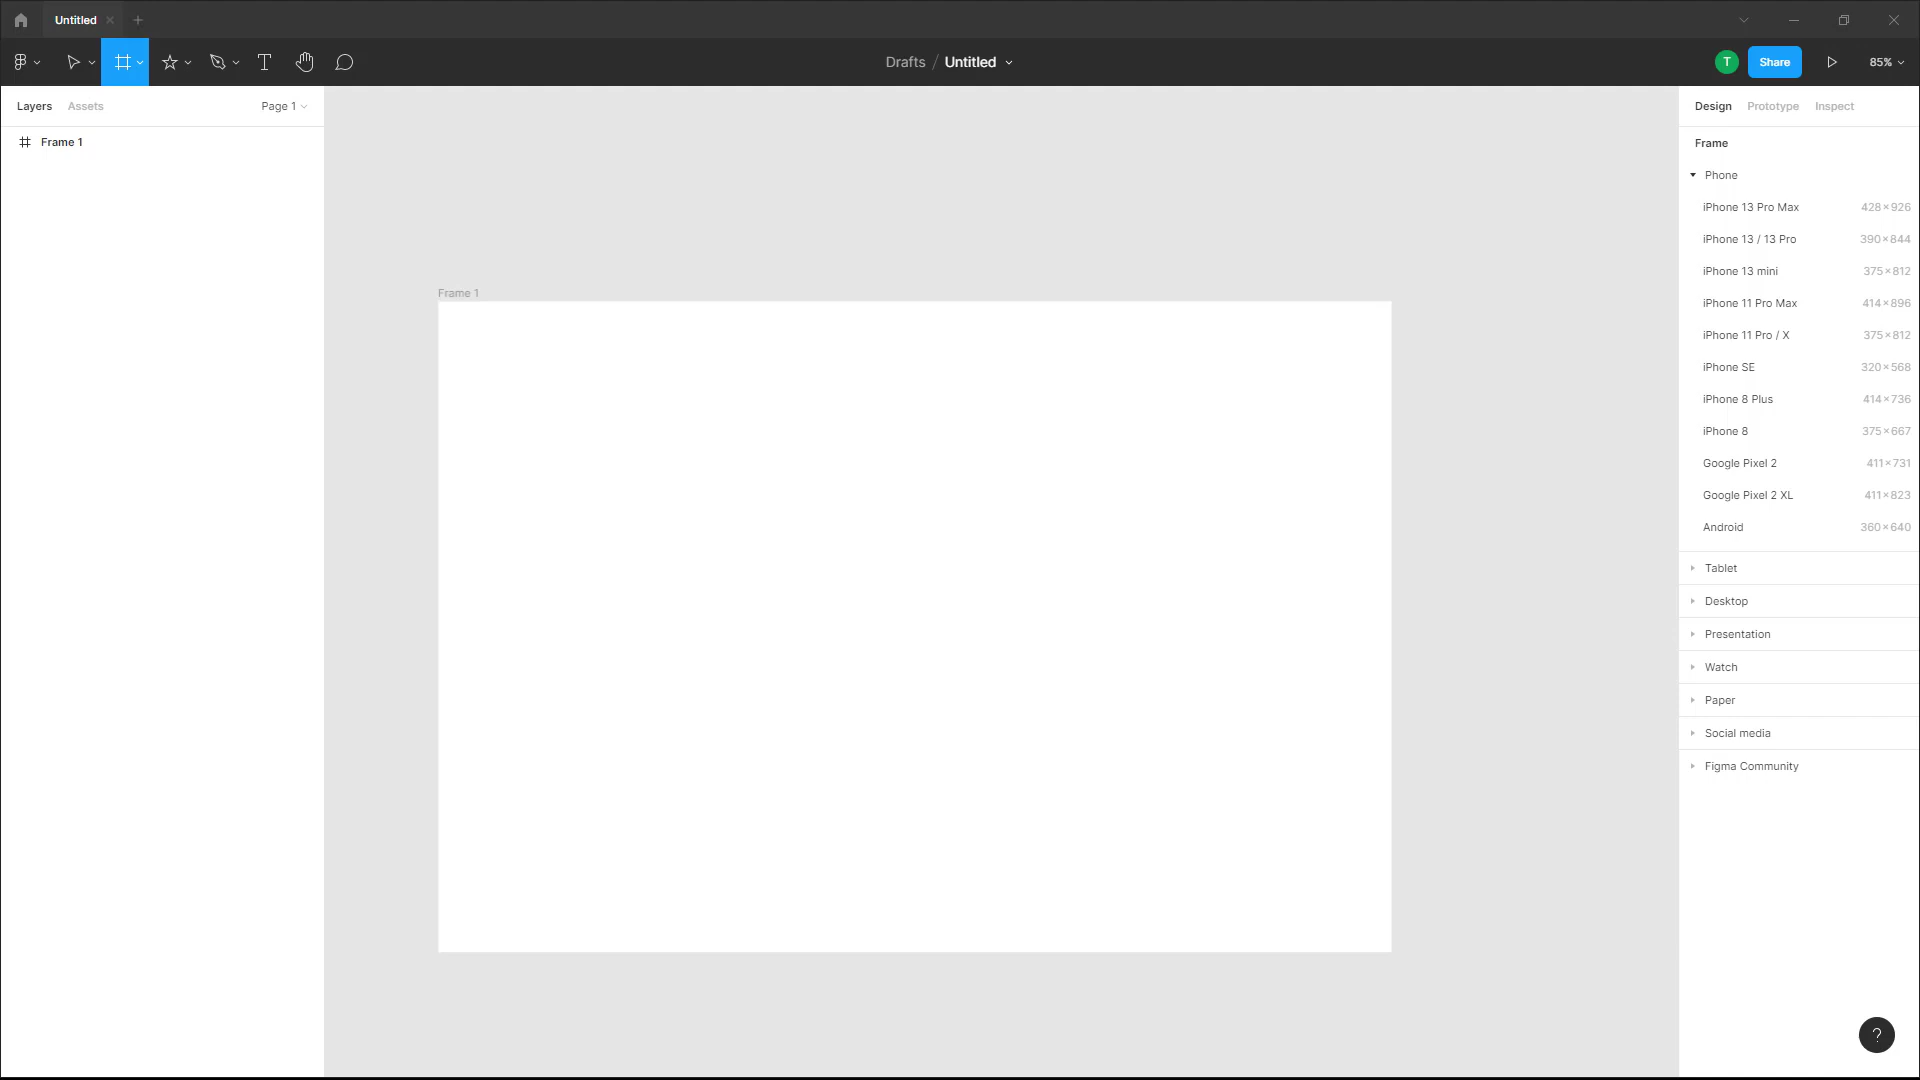 Untitled
Drafts / Untitled
T
Share
85%
Layers Assets Page 1
Frame 1
Frame 1
Design Prototype Inspect
Frame
Phone
iPhone 13 Pro Max 428×926
iPhone 13 / 13 Pro 390×844
iPhone 13 mini 375×812
iPhone 11 Pro Max 414×896
iPhone 11 Pro / X 375×812
iPhone SE 320×568
iPhone 8 Plus 414×736
iPhone 8 375×667
Google Pixel 2 411×731
Google Pixel 2 XL 411×823
Android 360×640
Tablet
Desktop
Presentation
Watch
Paper
Social media
Figma Community
?